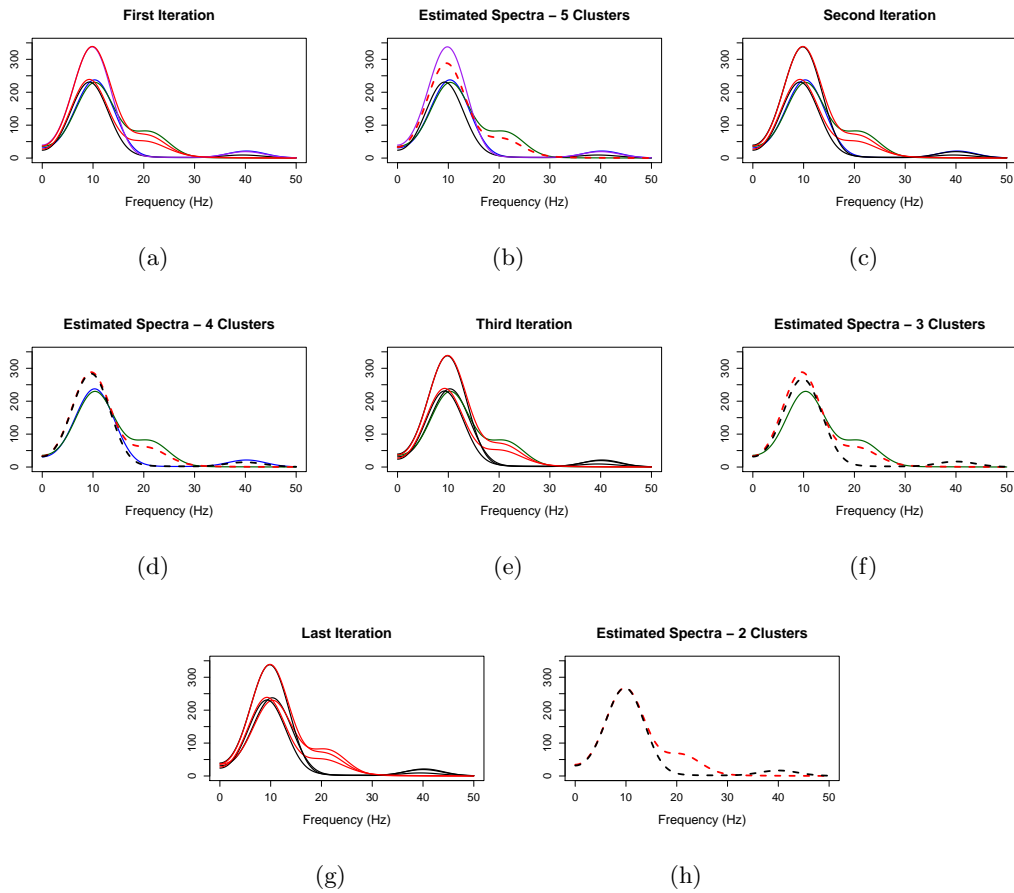 First Iteration
Estimated Spectra − 5 Clusters
Second Iteration
0 100 200 300
0 10 20 30 40 50
Frequency (Hz)
0 100 200 300
0 10 20 30 40 50
Frequency (Hz)
0 100 200 300
0 10 20 30 40 50
Frequency (Hz)
(a)
(b)
(c)
Estimated Spectra − 4 Clusters
Third Iteration
Estimated Spectra − 3 Clusters
0 100 200 300
0 10 20 30 40 50
Frequency (Hz)
0 100 200 300
0 10 20 30 40 50
Frequency (Hz)
0 100 200 300
0 10 20 30 40 50
Frequency (Hz)
(d)
(e)
(f)
Last Iteration
Estimated Spectra − 2 Clusters
0 100 200 300
0 10 20 30 40 50
Frequency (Hz)
0 100 200 300
0 10 20 30 40 50
Frequency (Hz)
(g)
(h)